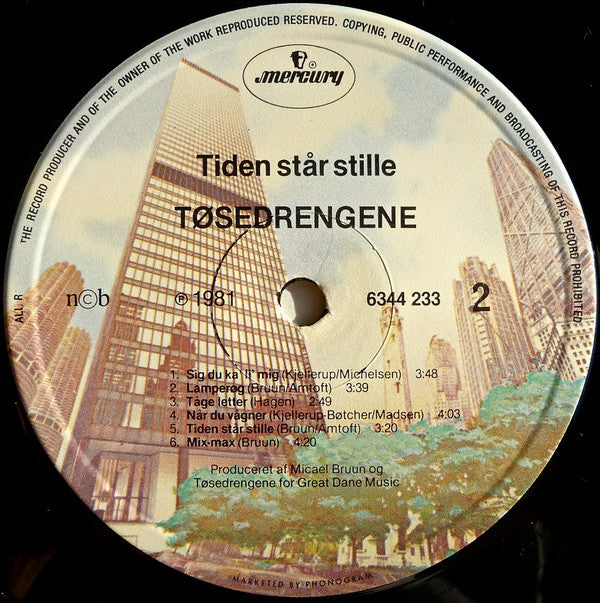 ALL RIGHTS OF THE RECORD PRODUCER AND OF THE OWNER OF THE WORK REPRODUCED RESERVED. COPYING, PUBLIC PERFORMANCE AND BROADCASTING OF THIS RECORD PROHIBITED
mercury ®
Tiden står stille
TØSEDRENGENE
n©b ℗ 1981 6344 233 2
1. Sig du ka' li' mig (Kjellerup/Michelsen) 3:48
2. Lamperøg (Bruun/Amtoft) 3:39
3. Tåge letter (Hagen) 2:49
4. Når du vågner (Kjellerup-Bøtcher/Madsen) 4:03
5. Tiden står stille (Bruun/Amtoft) 3:20
6. Mix-max (Bruun) 4:20
Produceret af Micael Bruun og
Tøsedrengene for Great Dane Music
MARKETED BY PHONOGRAM